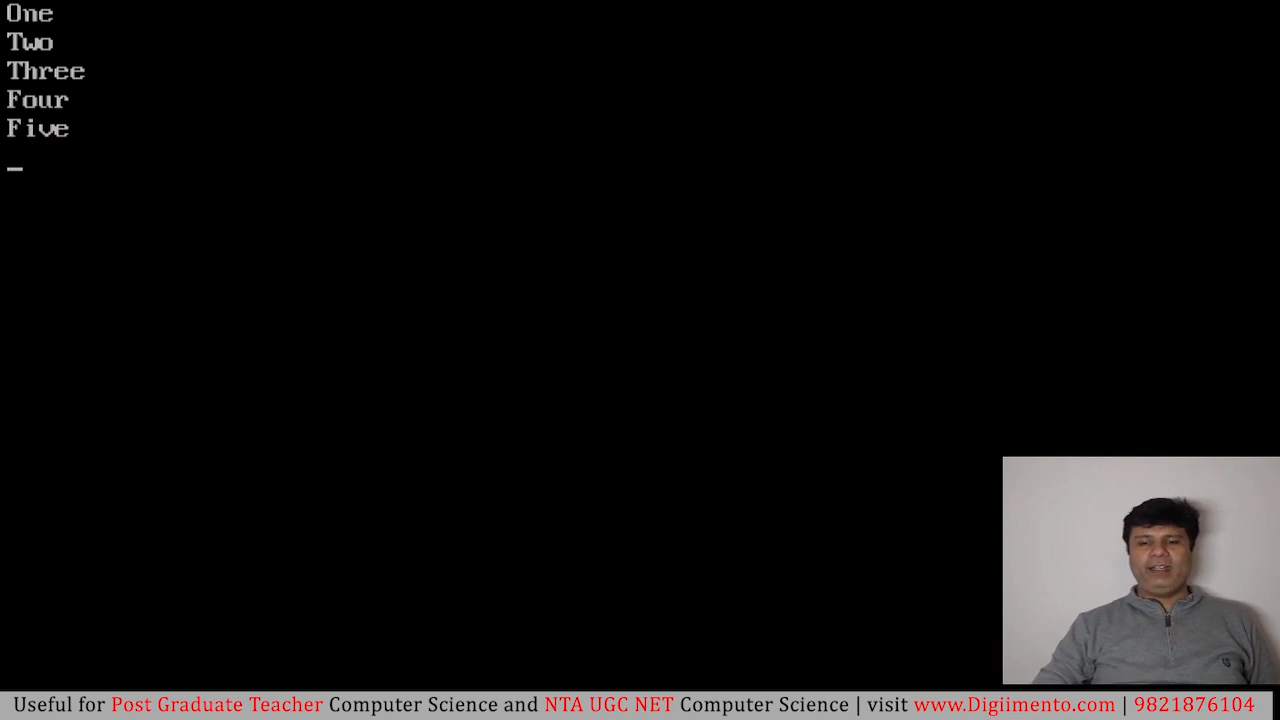 One
Two
Three
Four
Five
Useful for Post Graduate Teacher Computer Science and NTA UGC NET Computer Science | visit www.Digiimento.com | 9821876104